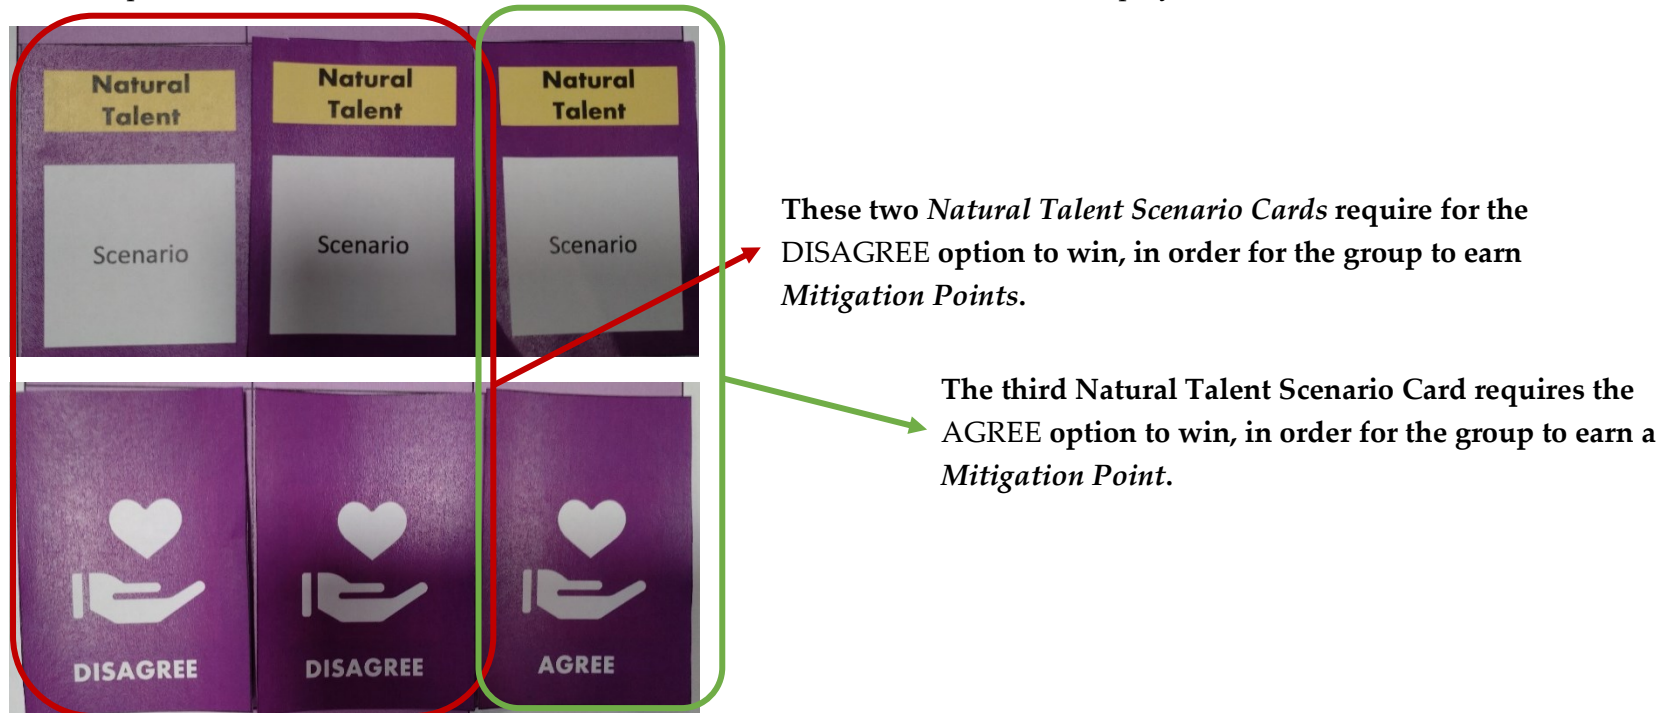 Natural
Talent
Natural
Talent
Natural
Talent
Scenario
Scenario
Scenario
These two Natural Talent Scenario Cards require for the
DISAGREE option to win, in order for the group to earn
Mitigation Points.
The third Natural Talent Scenario Card requires the
AGREE option to win, in order for the group to earn a
Mitigation Point.
DISAGREE
DISAGREE
AGREE